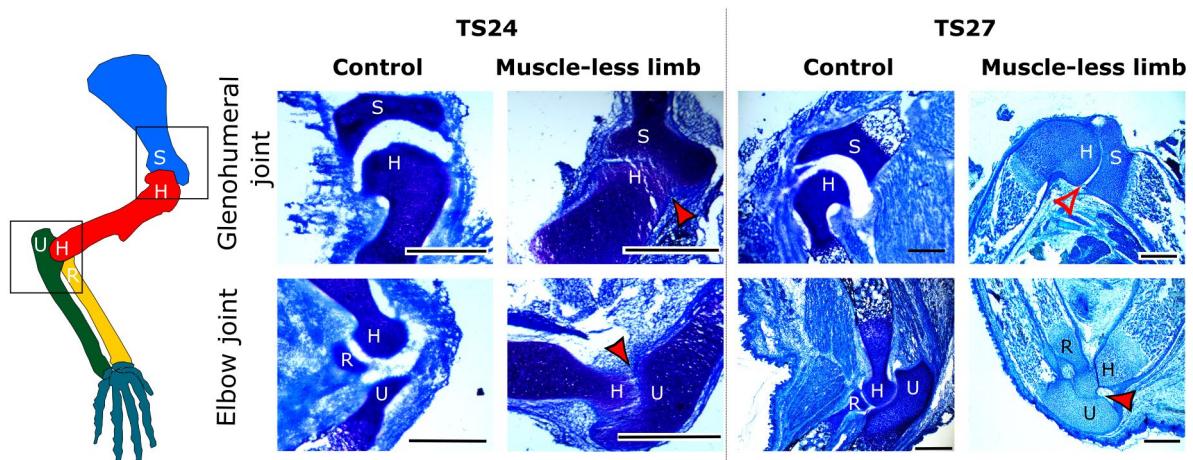 TS24
TS27
Control
Muscle-less limb
Control
Muscle-less limb
Glenohumeral
joint
S
H
S
H
S
H
S
H
S
H
U
H
R
Elbow joint
H
R
U
H
U
H
U
R
R
H
U